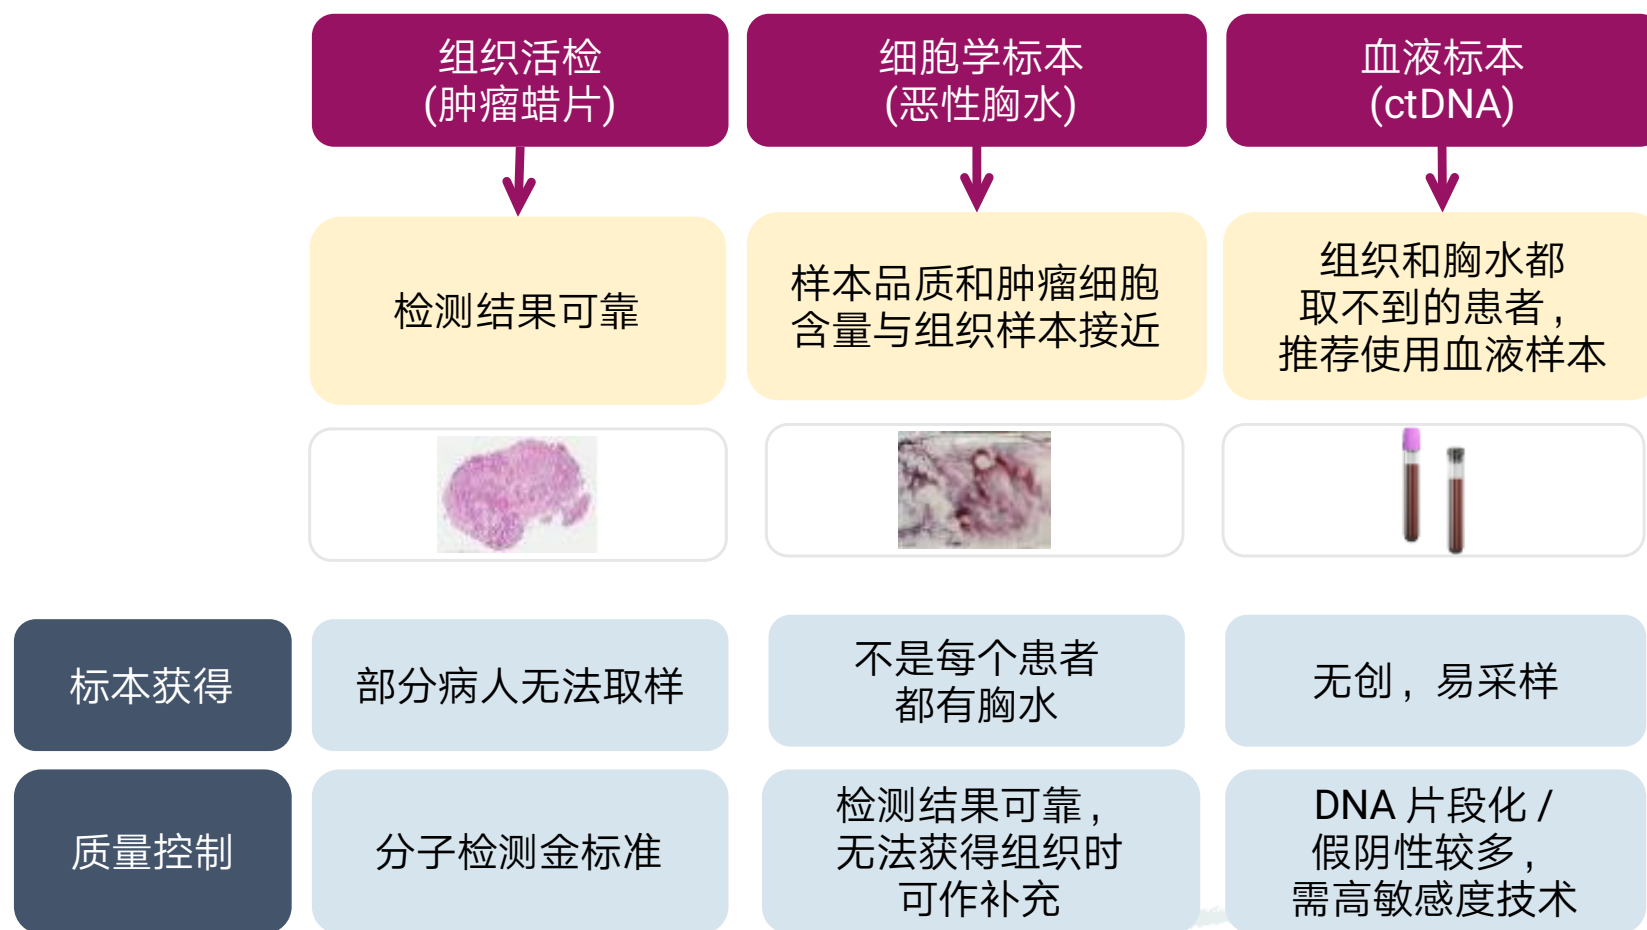 组织活检
(肿瘤蜡片)
细胞学标本
(恶性胸水)
血液标本
(ctDNA)
检测结果可靠
样本品质和肿瘤细胞
含量与组织样本接近
组织和胸水都
取不到的患者，
推荐使用血液样本
标本获得
部分病人无法取样
不是每个患者
都有胸水
无创，易采样
质量控制
分子检测金标准
检测结果可靠，
无法获得组织时
可作补充
DNA 片段化 /
假阴性较多，
需高敏感度技术